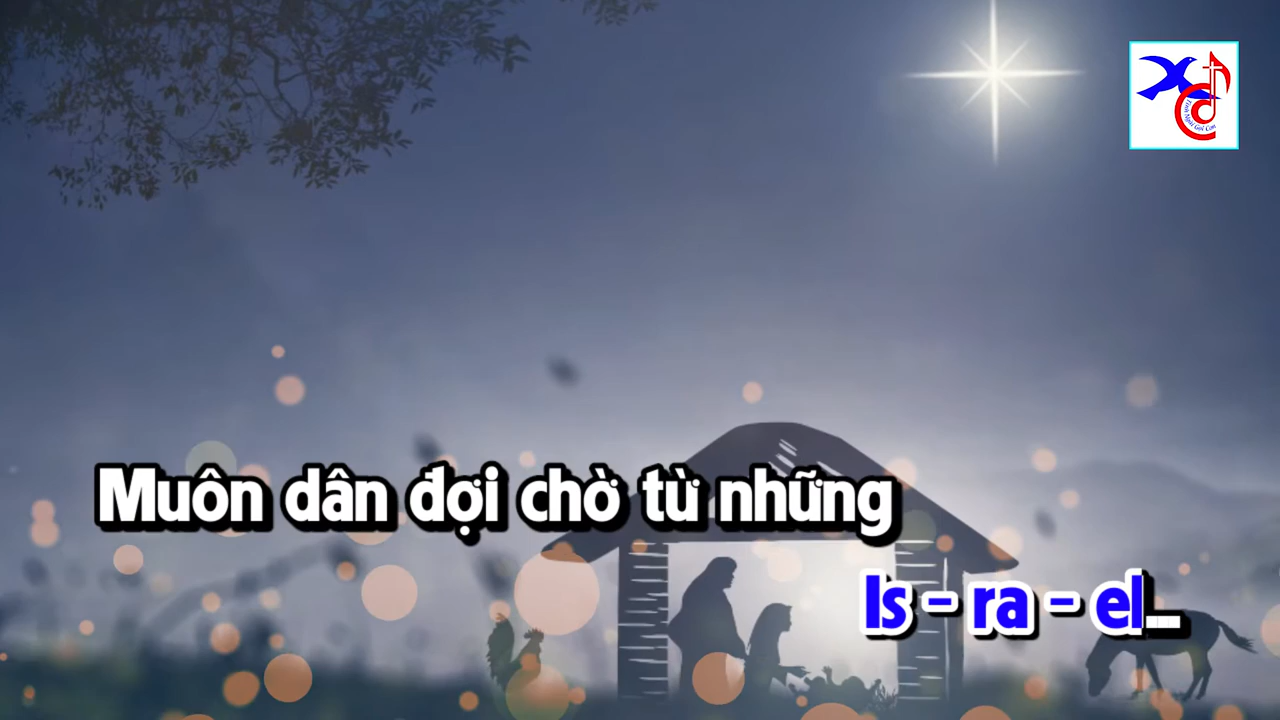 Muôn dân đợi chờ từ những
Is - ra - el...